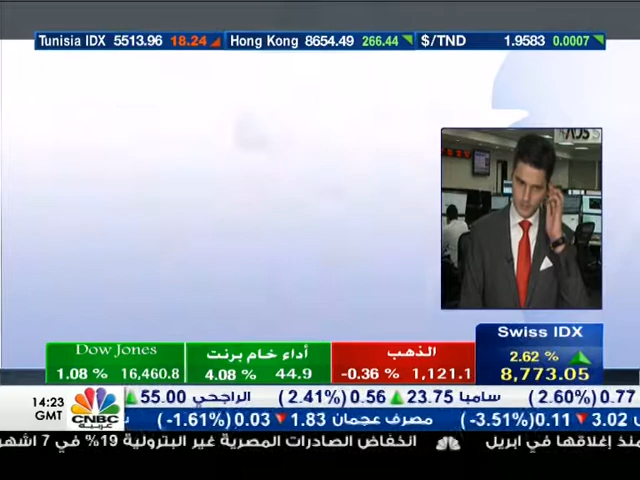 Tunisia IDX 5513.96 18.24 Hong Kong 8654.49 266.44 $/TND 1.9583 0.0007
Swiss IDX
2.62 %
8,773.05
Dow Jones
1.08 % 16,460.8
أداء خام برنت
4.08 % 44.9
الذهب
-0.36 % 1,121.1
14:23
GMT
CNBC
عربية
0.77 (2.60%) سامبا 23.75 0.56 (2.41%) الراجحي 55.00
3.02 0.11 (-3.51%) مصرف عجمان 1.83 0.03 (-1.61%)
منذ إغلاقها في ابريل انخفاض الصادرات المصرية غير البترولية 19% في 7 اشهر